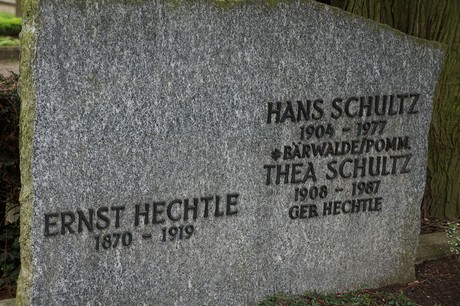 HANS SCHULTZ
1904 - 1977
*BÄRWALDE/POMM.
THEA SCHULTZ
1908 - 1987
GEB HECHTLE
ERNST HECHTLE
1870 - 1919